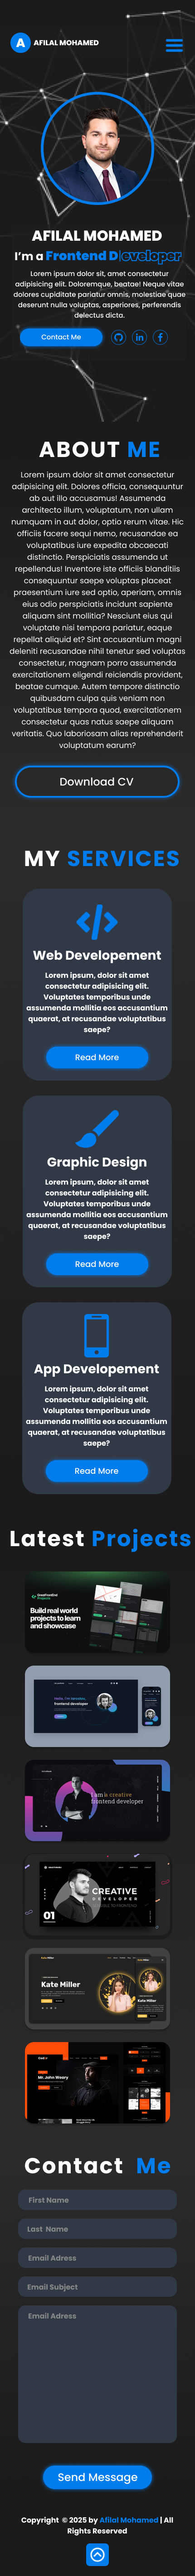 A AFILAL MOHAMED
AFILAL MOHAMED
I'm a Frontend Developer
Lorem ipsum dolor sit, amet consectetur
adipisicing elit. Doloremque, beatae! Neque vitae
dolores cupiditate pariatur omnis, molestiae quae
deserunt nulla voluptas, asperiores, perferendis
delectus dicta.
Contact Me
ABOUT ME
Lorem ipsum dolor sit amet consectetur
adipisicing elit. Dolorem officia, consequuntur
ab aut illo accusamus! Assumenda
architecto illum, voluptatum, non ullam
numquam in aut dolor, optio rerum vitae. Hic
officiis facere sequi nemo, recusandae ea
voluptatibus iure expedita obcaecati
distinctio. Perspiciatis assumenda ut
repellendus! Inventore iste officiis blanditiis
consequuntur saepe voluptas placeat
praesentium iure sed optio, aperiam, omnis
eius odio perspiciatis incidunt sapiente
aliquam sint mollitia? Nesciunt eius, qui
voluptate nisi tempora pariatur, eaque
repellat aliquid et? Sint accusantium magni
deleniti recusandae nihil tenetur sed voluptas
consectetur, magnam porro assumenda
exercitationem eligendi reiciendis provident,
beatae cumque. Autem tempore distinctio
quibusdam culpa quis veniam non
voluptatibus tempora quod, exercitationem
consectetur quas natus saepe aliquam
veritatis. Quo laboriosam alias reprehenderit
voluptatum earum?
Download CV
MY SERVICES
Web Developement
Lorem ipsum, dolor sit amet
consectetur adipisicing elit.
Voluptates temporibus unde
assumenda mollitia eos accusantium
quaerat, at recusandae voluptatibus
saepe?
Read More
Graphic Design
Lorem ipsum, dolor sit amet
consectetur adipisicing elit.
Voluptates temporibus unde
assumenda mollitia eos accusantium
quaerat, at recusandae voluptatibus
saepe?
Read More
App Developement
Lorem ipsum, dolor sit amet
consectetur adipisicing elit.
Voluptates temporibus unde
assumenda mollitia eos accusantium
quaerat, at recusandae voluptatibus
saepe?
Read More
Latest Projects
Projects
Build real world
projects to learn
and showcase
frontend developer
I am is creative
frontend developer
CREATIVE
DEVELOPER
01
Kate Miller
Kate Miller
Mr. John Weary
Contact Me
First Name
Last Name
Email Adress
Email Subject
Email Adress
Send Message
Copyright © 2025 by Afilal Mohamed | All
Rights Reserved